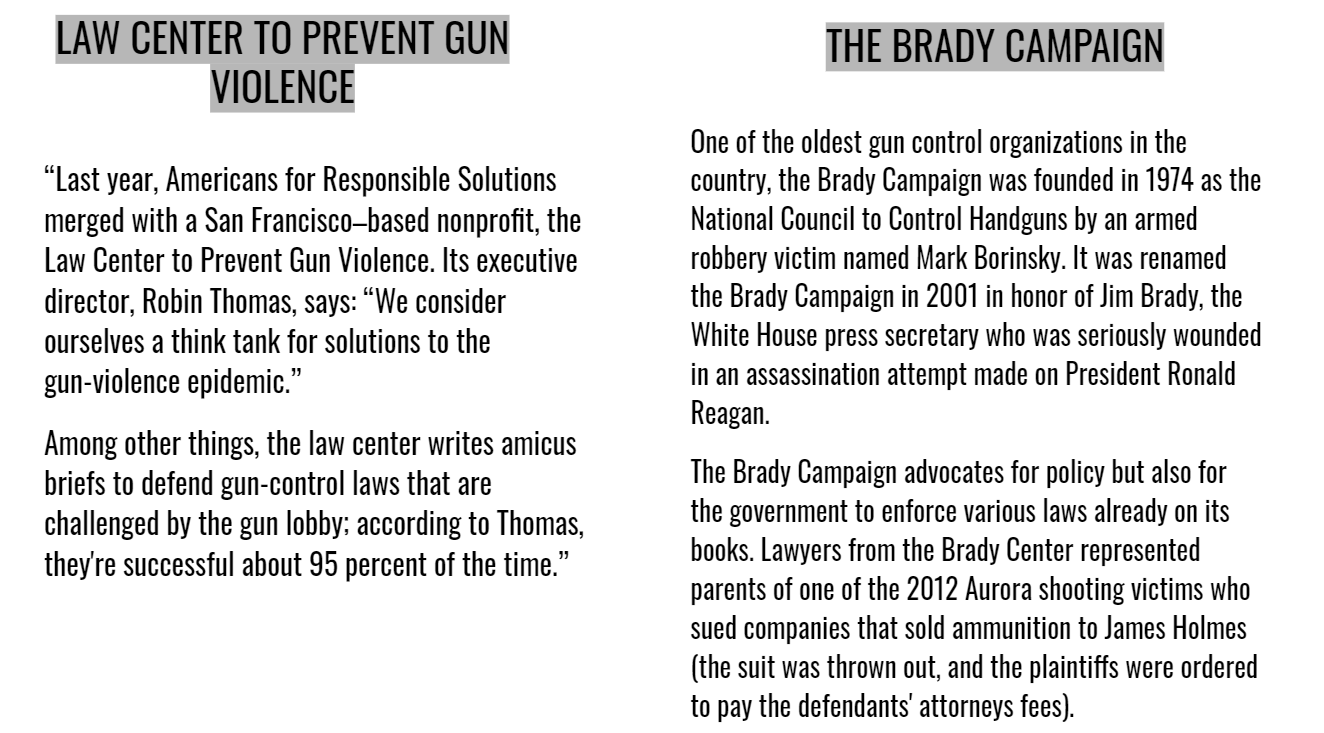 LAW CENTER TO PREVENT GUN
VIOLENCE
“Last year, Americans for Responsible Solutions
merged with a San Francisco–based nonprofit, the
Law Center to Prevent Gun Violence. Its executive
director, Robin Thomas, says: “We consider
ourselves a think tank for solutions to the
gun-violence epidemic.”
Among other things, the law center writes amicus
briefs to defend gun-control laws that are
challenged by the gun lobby; according to Thomas,
they're successful about 95 percent of the time.”
THE BRADY CAMPAIGN
One of the oldest gun control organizations in the
country, the Brady Campaign was founded in 1974 as the
National Council to Control Handguns by an armed
robbery victim named Mark Borinsky. It was renamed
the Brady Campaign in 2001 in honor of Jim Brady, the
White House press secretary who was seriously wounded
in an assassination attempt made on President Ronald
Reagan.
The Brady Campaign advocates for policy but also for
the government to enforce various laws already on its
books. Lawyers from the Brady Center represented
parents of one of the 2012 Aurora shooting victims who
sued companies that sold ammunition to James Holmes
(the suit was thrown out, and the plaintiffs were ordered
to pay the defendants' attorneys fees).